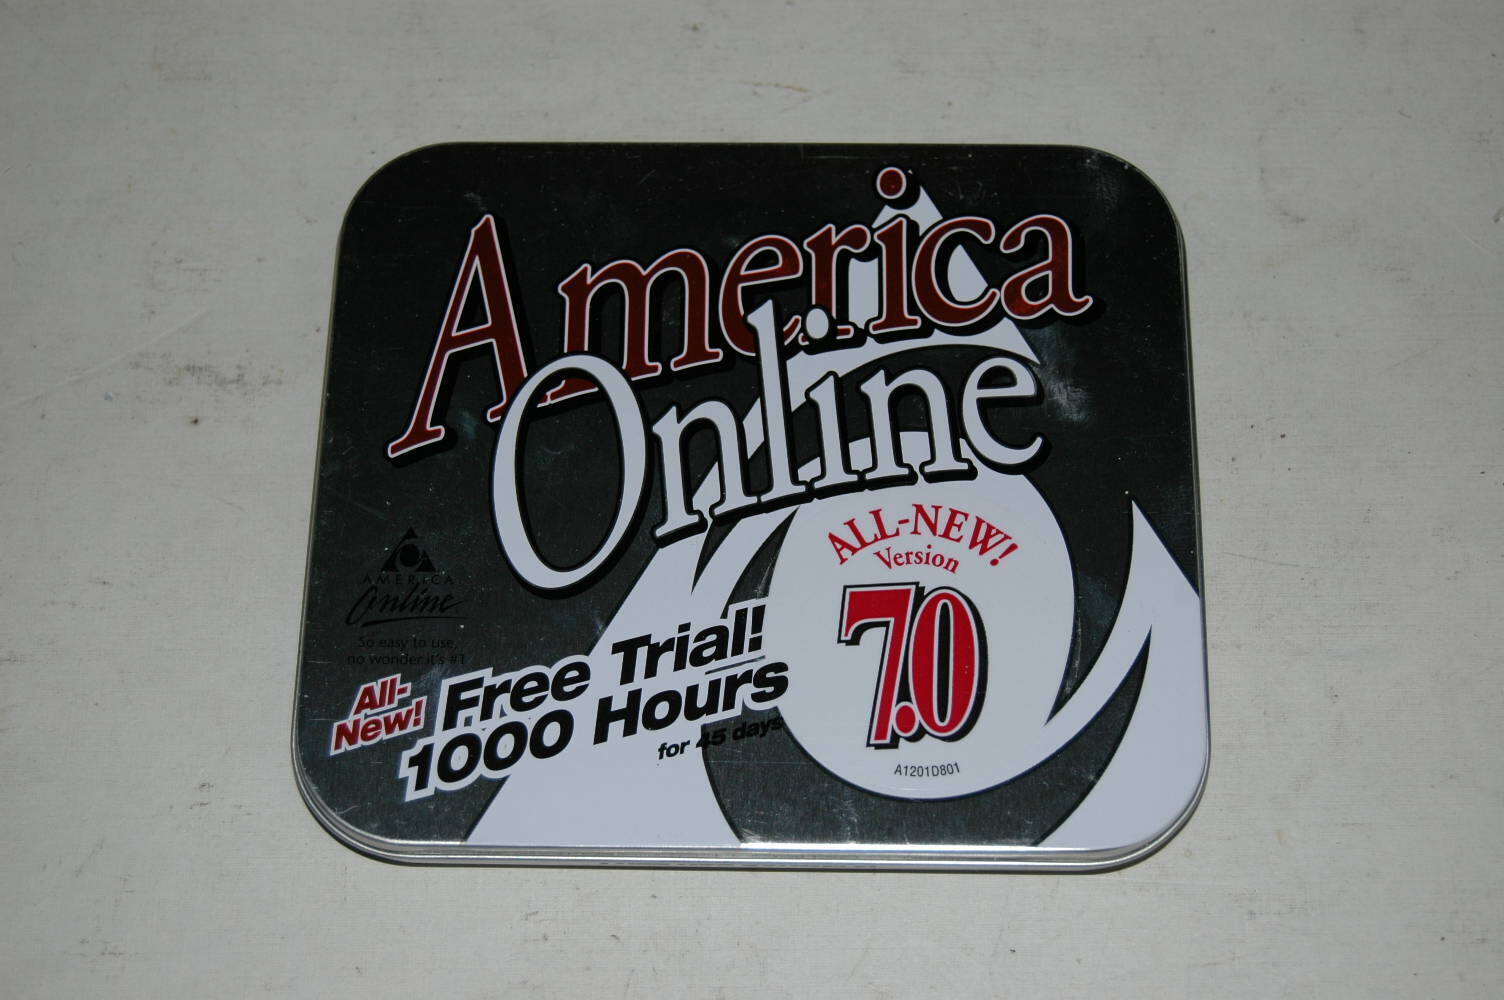 America
Online
ALL-NEW!
Version
7.0
AMERICA
Online
So easy to use,
no wonder it's #1
All-
New!
Free Trial!
1000 Hours
for 45 days
A1201D801